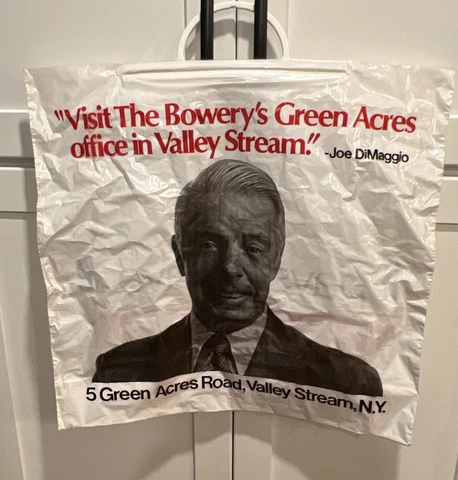 "Visit The Bowery's Green Acres
office in Valley Stream."
-Joe DiMaggio
5 Green Acres Road, Valley Stream, N.Y.